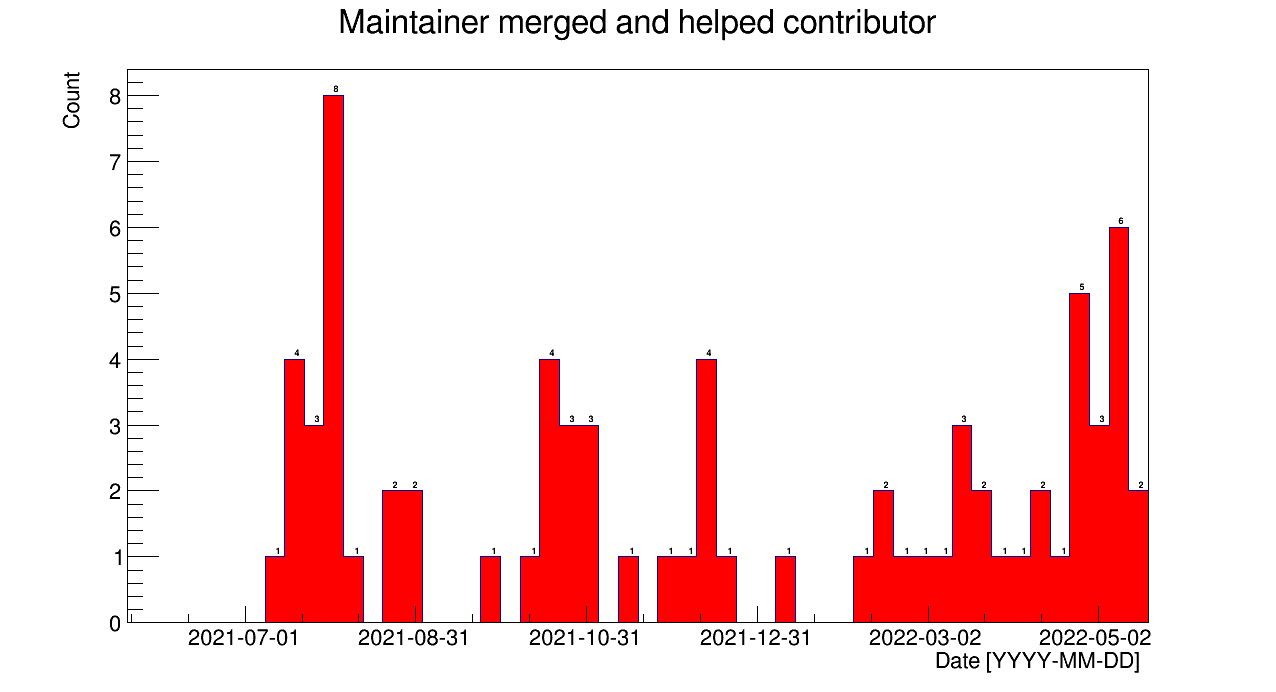 Maintainer merged and helped contributor
Count
8
7
6
5
4
3
2
1
0
1 4 3 8 1 2 2 1 1 4 3 3 1 1 1 4 1 1 1 2 1 1 1 3 2 1 1 2 1 5 3 6 2
2021-07-01 2021-08-31 2021-10-31 2021-12-31 2022-03-02 2022-05-02
Date [YYYY-MM-DD]